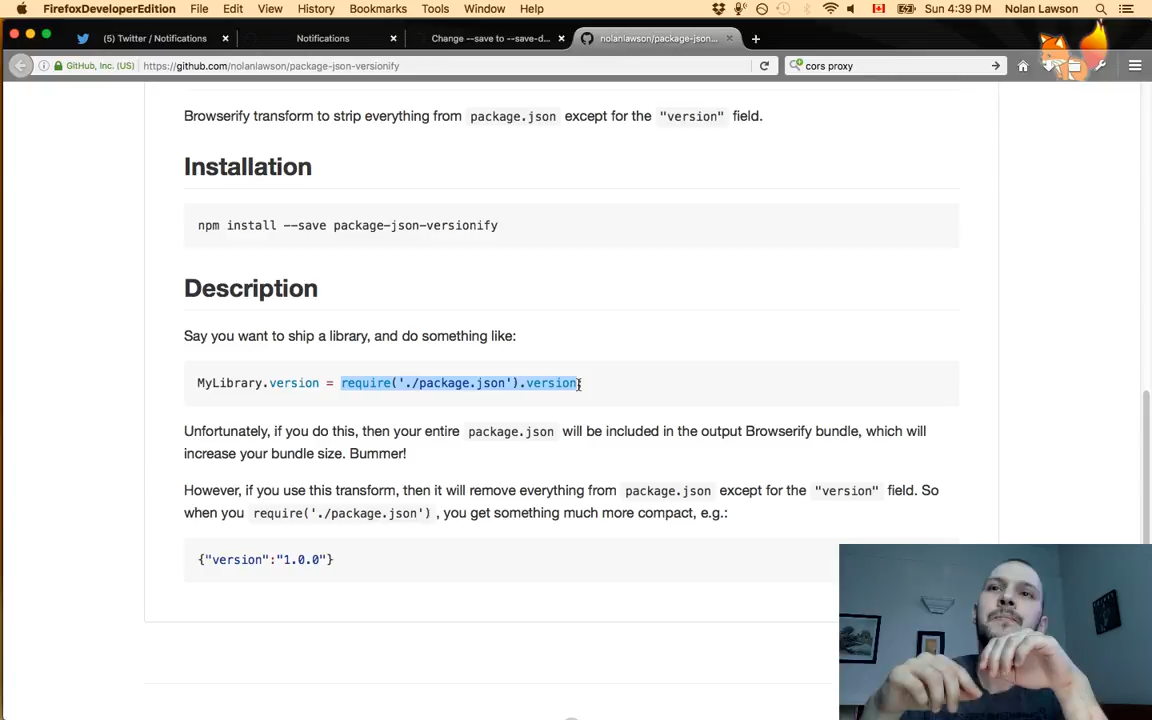 FirefoxDeveloperEdition File Edit View History Bookmarks Tools Window Help Sun 4:39 PM Nolan Lawson
(5) Twitter / Notifications Notifications Change --save to --save-d... nolanlawson/package-json...
GitHub, Inc. (US) https://github.com/nolanlawson/package-json-versionify cors proxy
Browserify transform to strip everything from package.json except for the "version" field.
Installation
npm install --save package-json-versionify
Description
Say you want to ship a library, and do something like:
MyLibrary.version = require('./package.json').version
Unfortunately, if you do this, then your entire package.json will be included in the output Browserify bundle, which will
increase your bundle size. Bummer!
However, if you use this transform, then it will remove everything from package.json except for the "version" field. So
when you require('./package.json') , you get something much more compact, e.g.:
{"version":"1.0.0"}